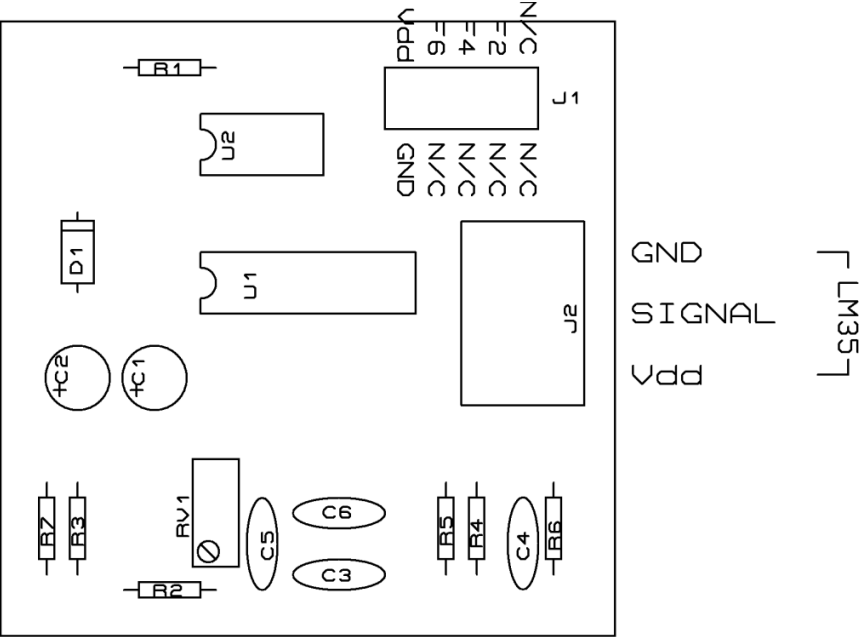 Vdd F6 F4 F2 N/C
R1
J1
U2
GND N/C N/C N/C N/C
D1
U1
J2
GND
SIGNAL
Vdd
LM35
+C2
+C1
RV1
R7
R3
C5
C6
C3
R5
R4
C4
R6
R2